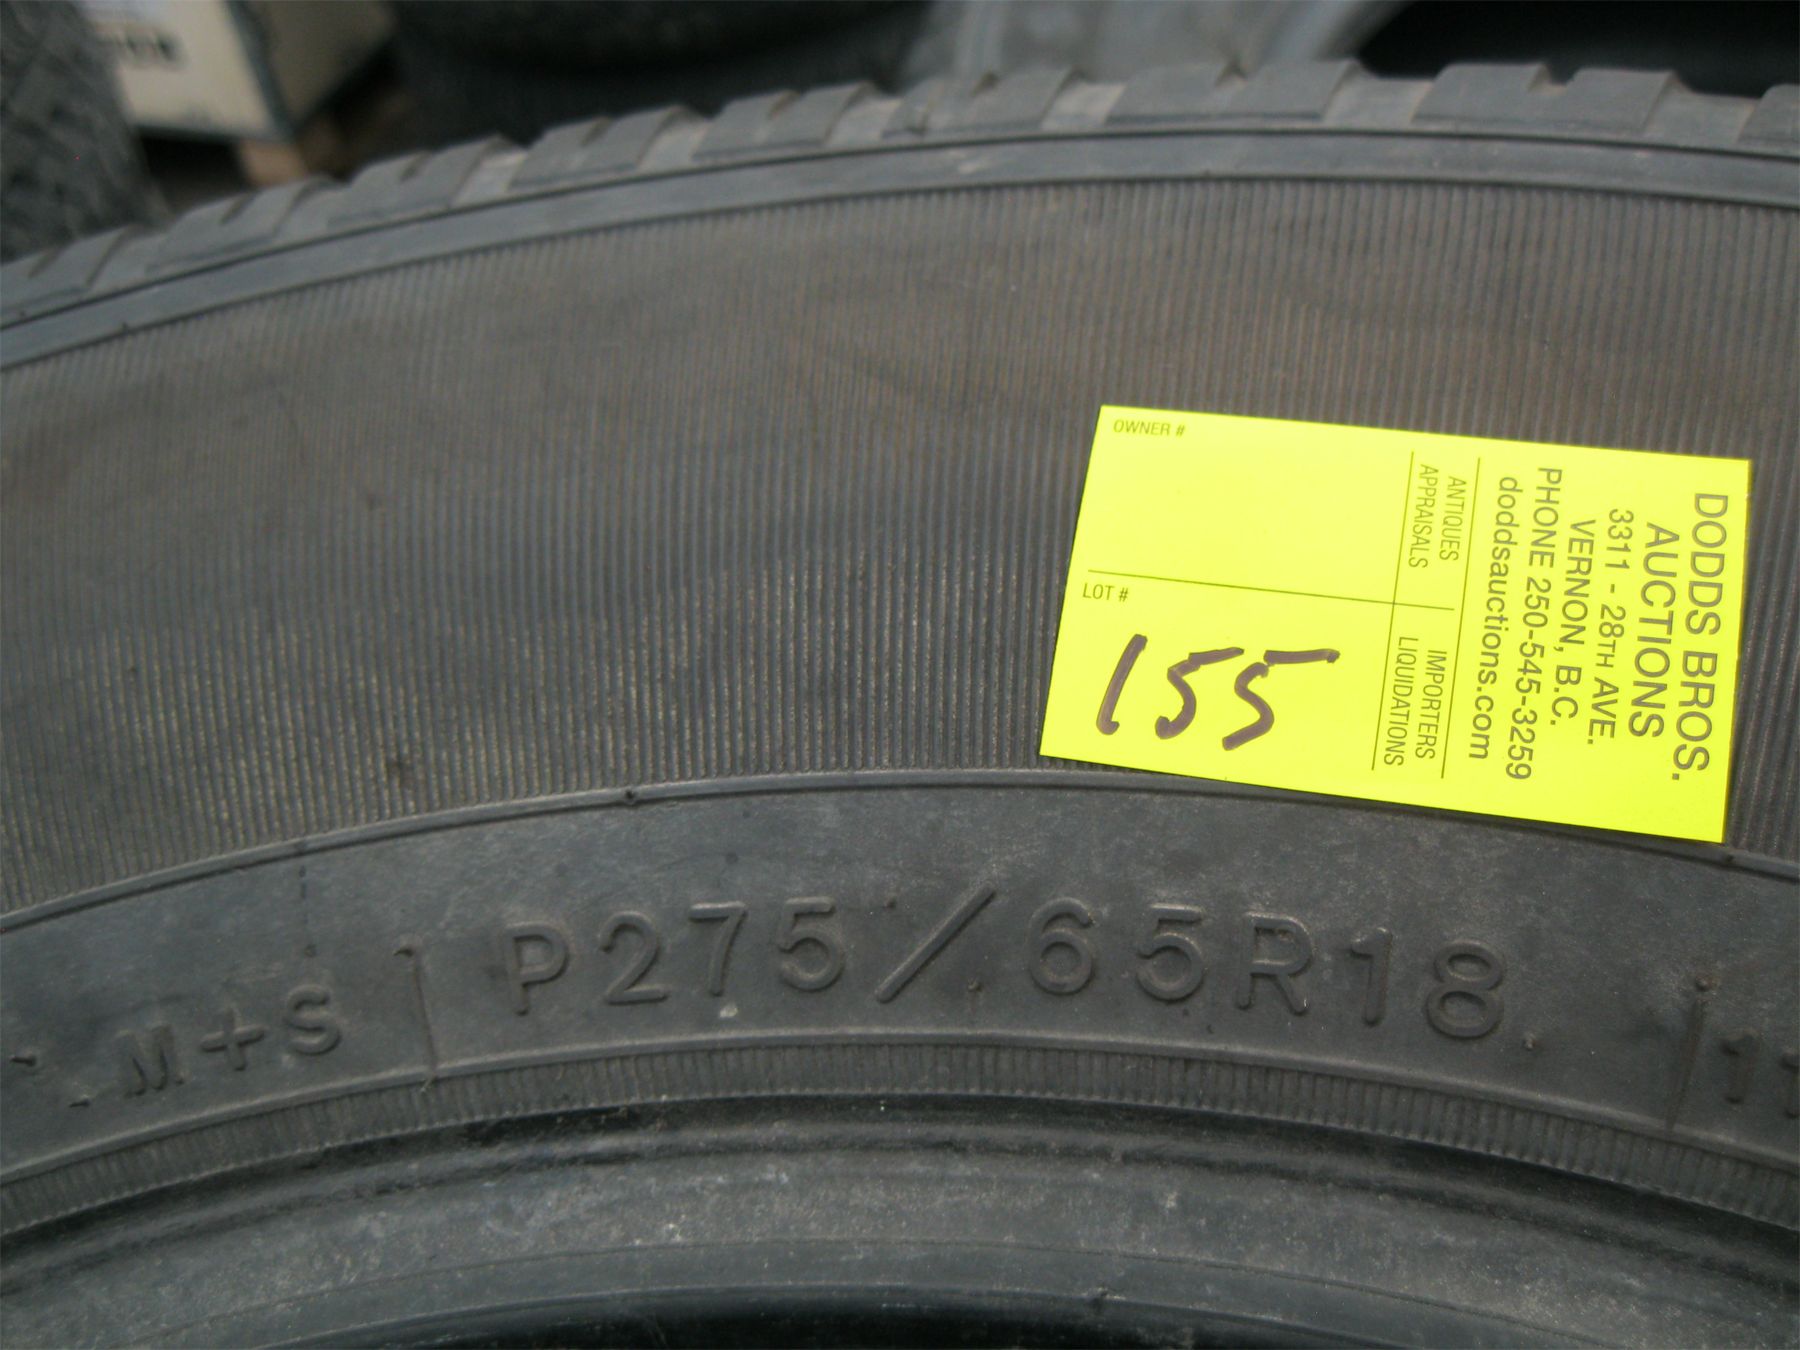 OWNER #
LOT #
155
ANTIQUES
APPRAISALS
IMPORTERS
LIQUIDATIONS
DODDS BROS.
AUCTIONS
3311 - 28TH AVE.
VERNON, B.C.
PHONE 250-545-3259
doddsauctions.com
M+S
P275/65R18